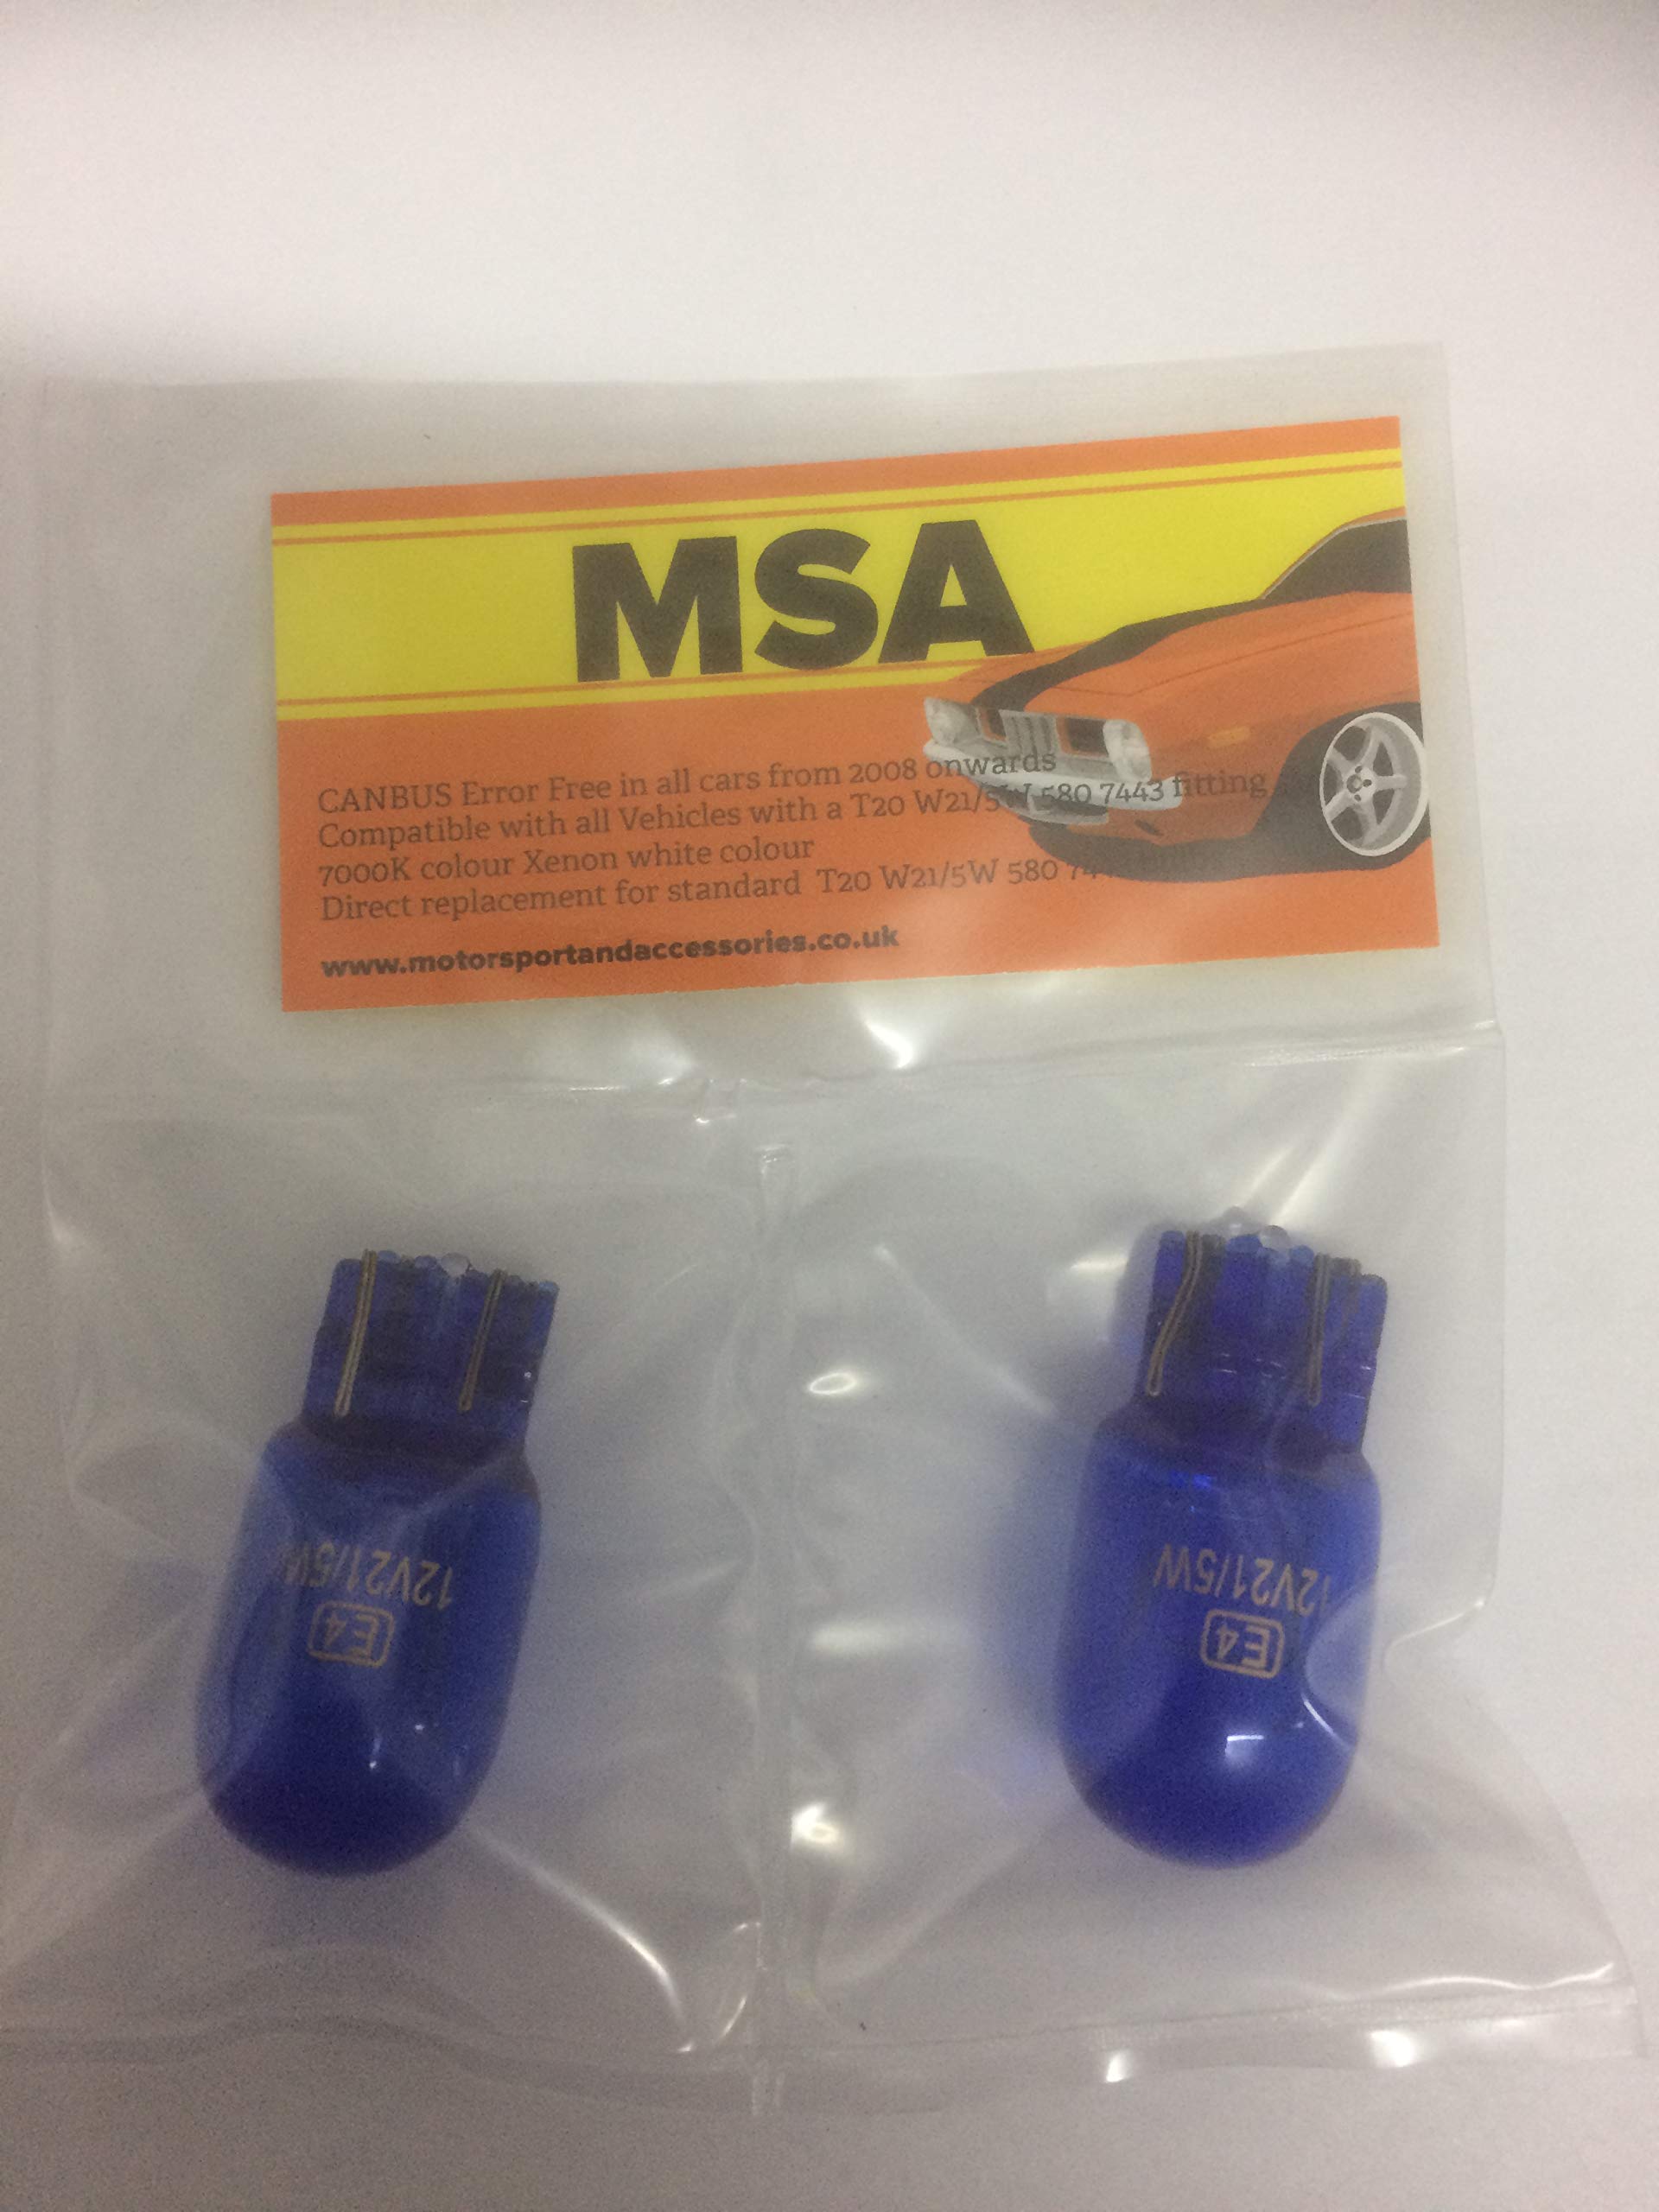 MSA
CANBUS Error Free in all cars from 2008 onwards
Compatible with all Vehicles with a T20 W21/5W 580 7443 fitting
7000K colour Xenon white colour
Direct replacement for standard T20 W21/5W 580
www.motorsportandaccessories.co.uk
12V21/5W
E4
12V21/5W
E4